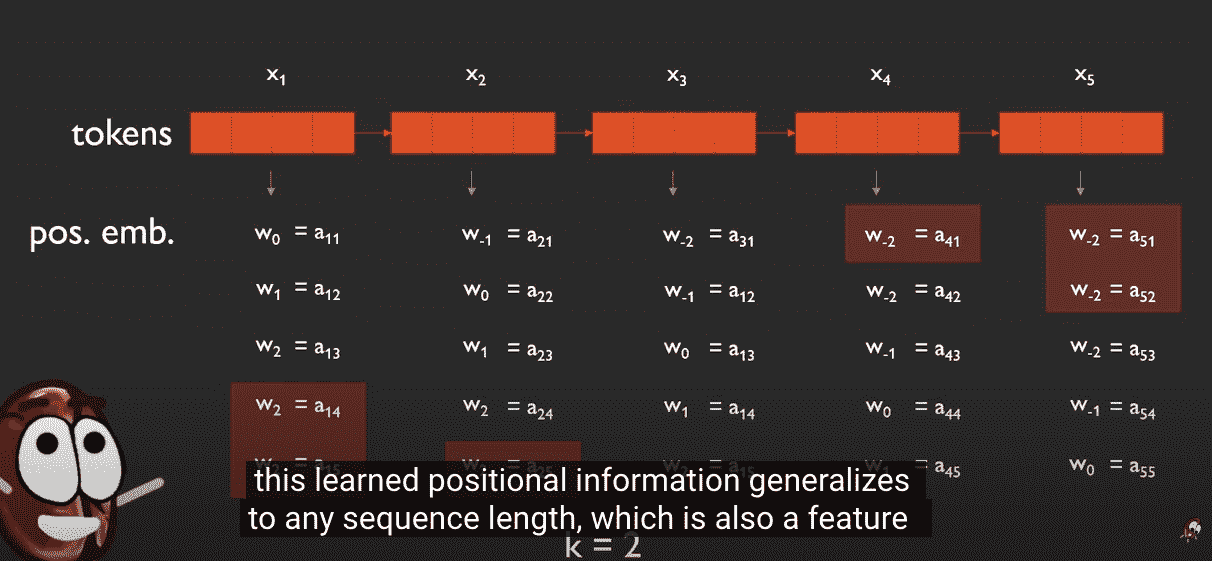 x₁ x₂ x₃ x₄ x₅
tokens
pos. emb. w₀ = a₁₁ w₋₁ = a₂₁ w₋₂ = a₃₁ w₋₂ = a₄₁ w₋₂ = a₅₁
w₁ = a₁₂ w₀ = a₂₂ w₋₁ = a₁₂ w₋₂ = a₄₂ w₋₂ = a₅₂
w₂ = a₁₃ w₁ = a₂₃ w₀ = a₁₃ w₋₁ = a₄₃ w₋₂ = a₅₃
w₂ = a₁₄ w₂ = a₂₄ w₁ = a₁₄ w₀ = a₄₄ w₋₁ = a₅₄
= a₄₅ w₀ = a₅₅
this learned positional information generalizes
to any sequence length, which is also a feature
k = 2